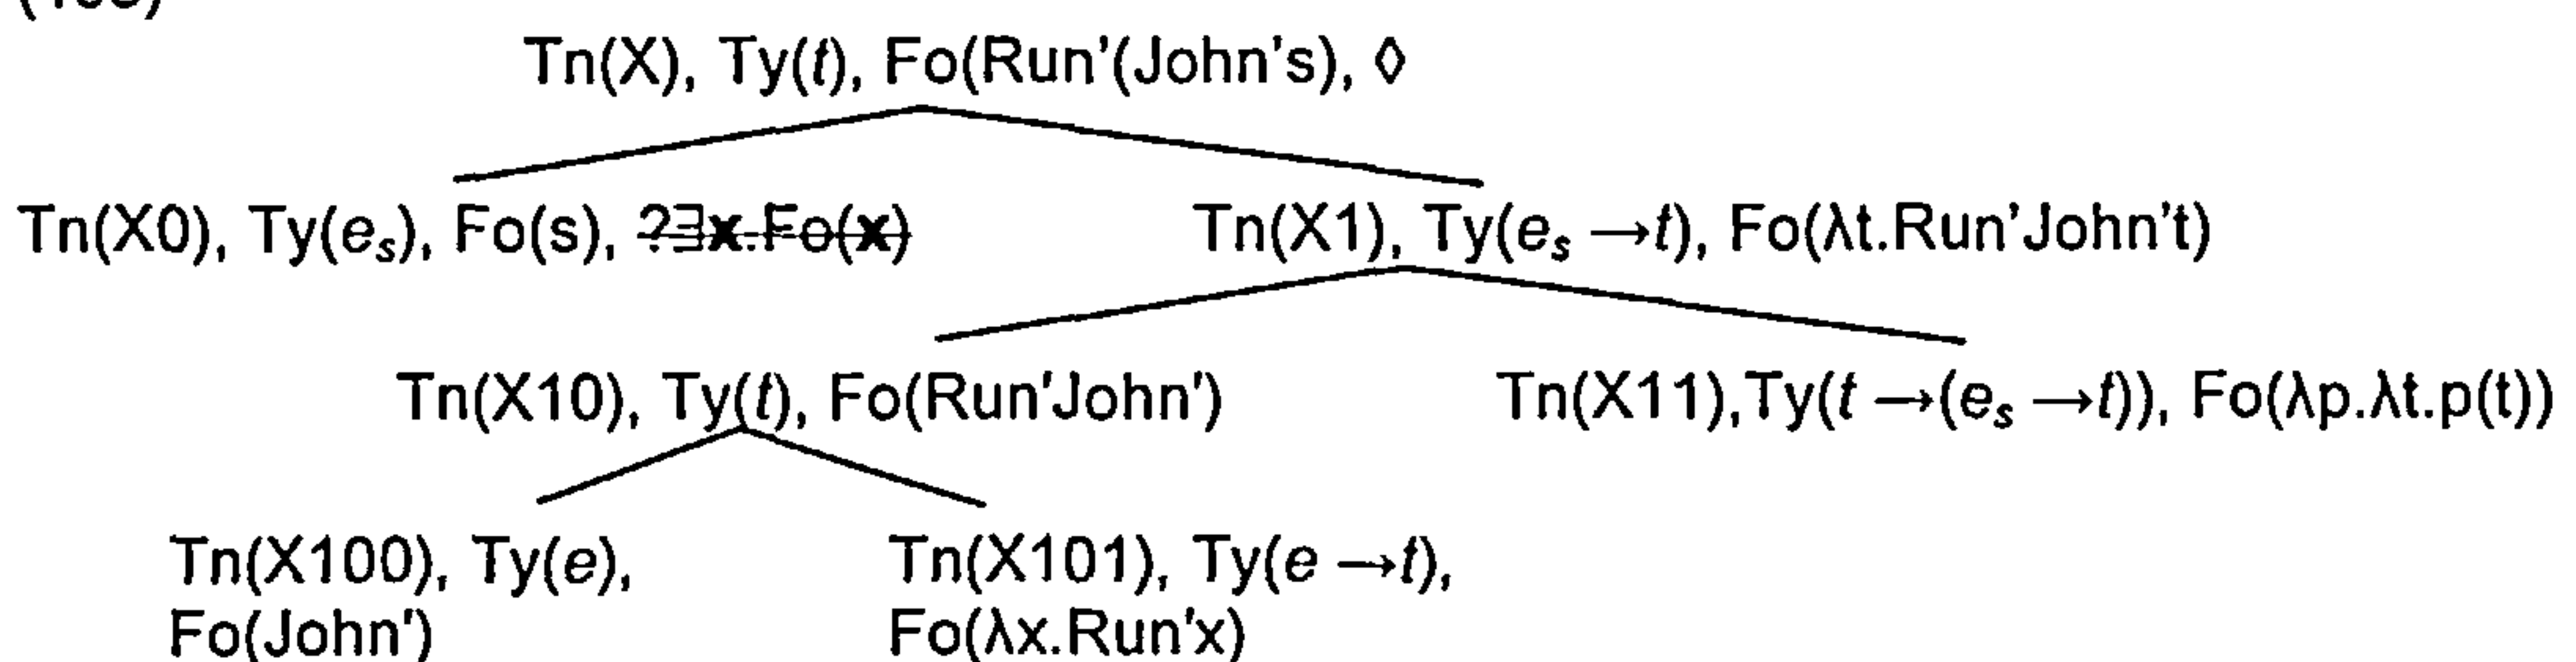 Tn(X), Ty(t), Fo(Run'(John's), ◊
Tn(X0), Ty(eₛ), Fo(s), ?∃x.Fo(x) Tn(X1), Ty(eₛ →t), Fo(λt.Run'John't)
Tn(X10), Ty(t), Fo(Run'John') Tn(X11),Ty(t →(eₛ →t)), Fo(λp.λt.p(t))
Tn(X100), Ty(e), Tn(X101), Ty(e →t),
Fo(John') Fo(λx.Run'x)